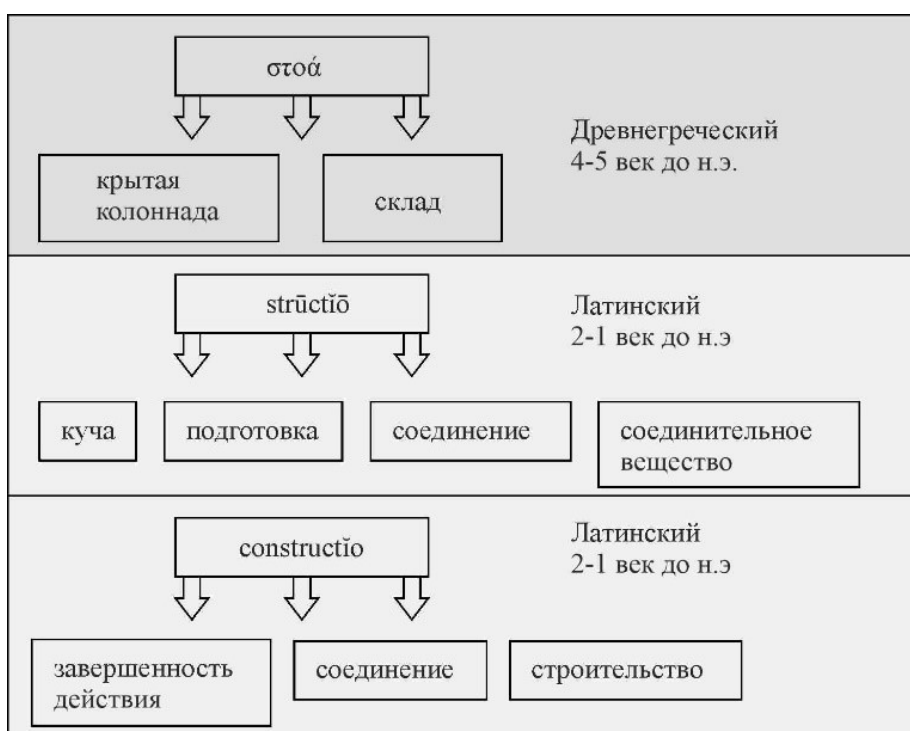 στοά
Древнегреческий
4-5 век до н.э.
крытая
колоннада
склад
strūctĭō
Латинский
2-1 век до н.э
куча
подготовка
соединение
соединительное
вещество
constructĭo
Латинский
2-1 век до н.э
завершенность
действия
соединение
строительство